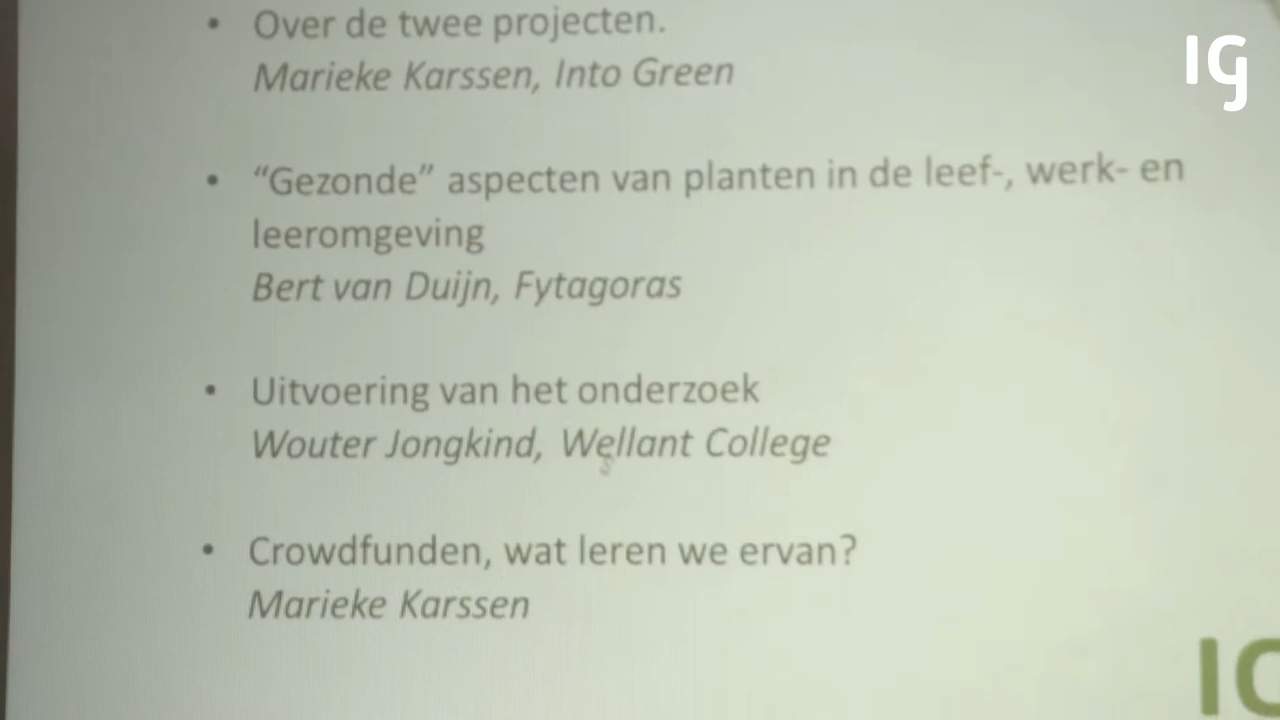 IG
• Over de twee projecten.
Marieke Karssen, Into Green
• “Gezonde” aspecten van planten in de leef-, werk- en
leeromgeving
Bert van Duijn, Fytagoras
• Uitvoering van het onderzoek
Wouter Jongkind, Wellant College
• Crowdfunden, wat leren we ervan?
Marieke Karssen